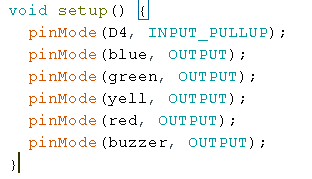 void setup() {
  pinMode(D4, INPUT_PULLUP);
  pinMode(blue, OUTPUT);
  pinMode(green, OUTPUT);
  pinMode(yell, OUTPUT);
  pinMode(red, OUTPUT);
  pinMode(buzzer, OUTPUT);
}